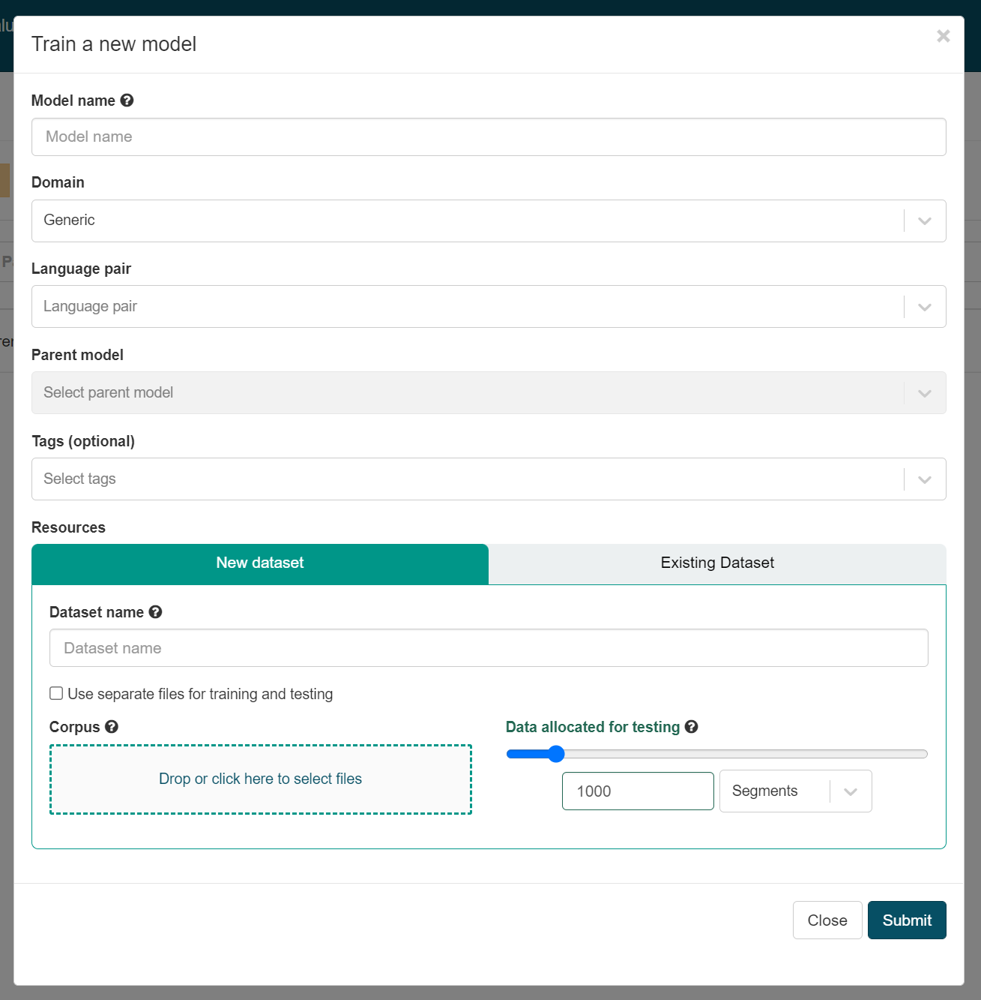 Train a new model
×
Model name
Model name
Domain
Generic
Language pair
Language pair
Parent model
Select parent model
Tags (optional)
Select tags
Resources
New dataset
Existing Dataset
Dataset name
Dataset name
Use separate files for training and testing
Corpus
Data allocated for testing
Drop or click here to select files
1000
Segments
Close
Submit